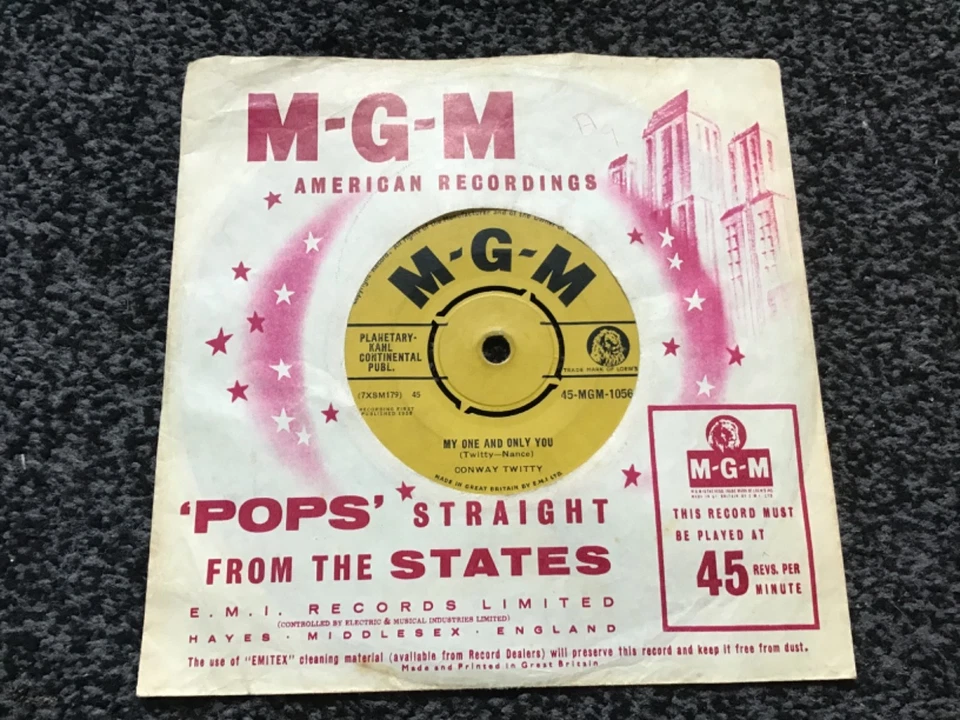 M-G-M
AMERICAN RECORDINGS
M-G-M
PLANETARY-
KAHL
CONTINENTAL
PUBL.
TRADE MARK OF LOEW'S
(7XSM179) 45
45-MGM-1056
RECORDING FIRST
PUBLISHED 1958
MY ONE AND ONLY YOU
(Twitty—Nance)
CONWAY TWITTY
MADE IN GREAT BRITAIN BY E.M.I. LTD.
'POPS' STRAIGHT
FROM THE STATES
E.M.I. RECORDS LIMITED
(CONTROLLED BY ELECTRIC & MUSICAL INDUSTRIES LIMITED)
HAYES · MIDDLESEX · ENGLAND
The use of "EMITEX" cleaning material (available from Record Dealers) will preserve this record and keep it free from dust.
Made and Printed in Great Britain
M-G-M
THIS RECORD MUST
BE PLAYED AT
45 REVS. PER
MINUTE